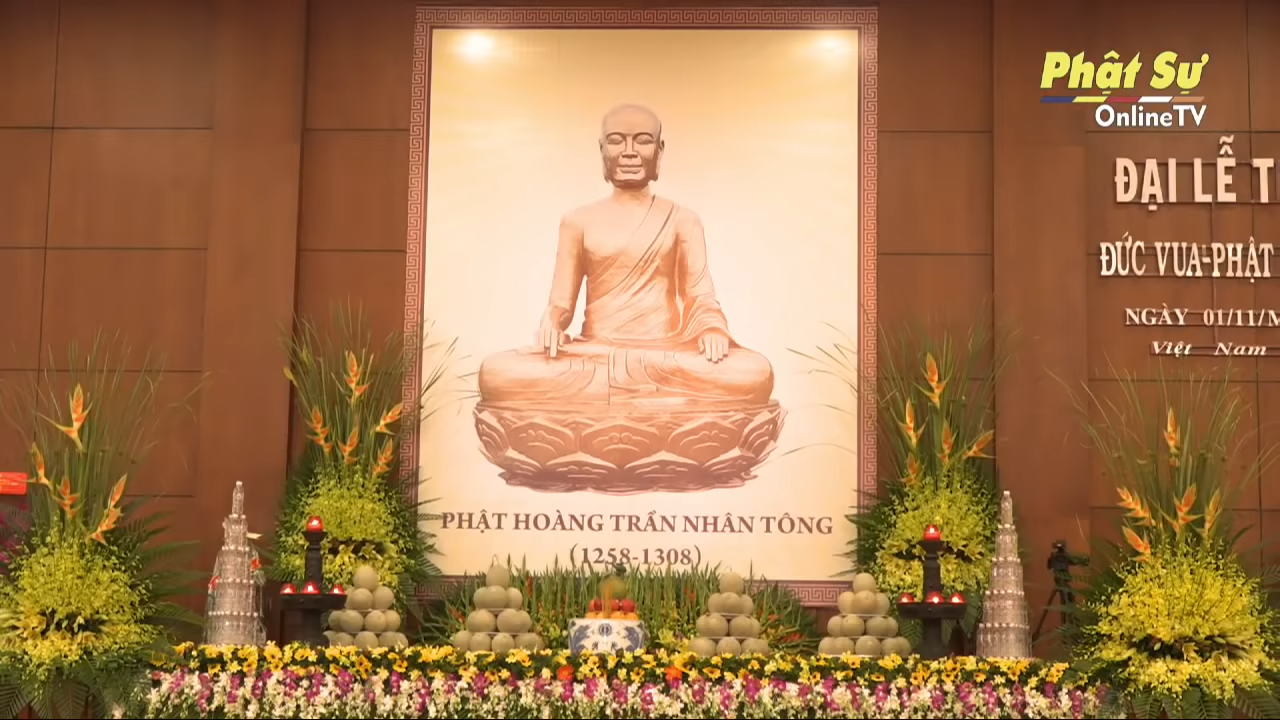 Phật Sự
OnlineTV
ĐẠI LỄ T
ĐỨC VUA-PHẬT
NGÀY 01/11/M
Việt Nam
PHẬT HOÀNG TRẦN NHÂN TÔNG
(1258-1308)